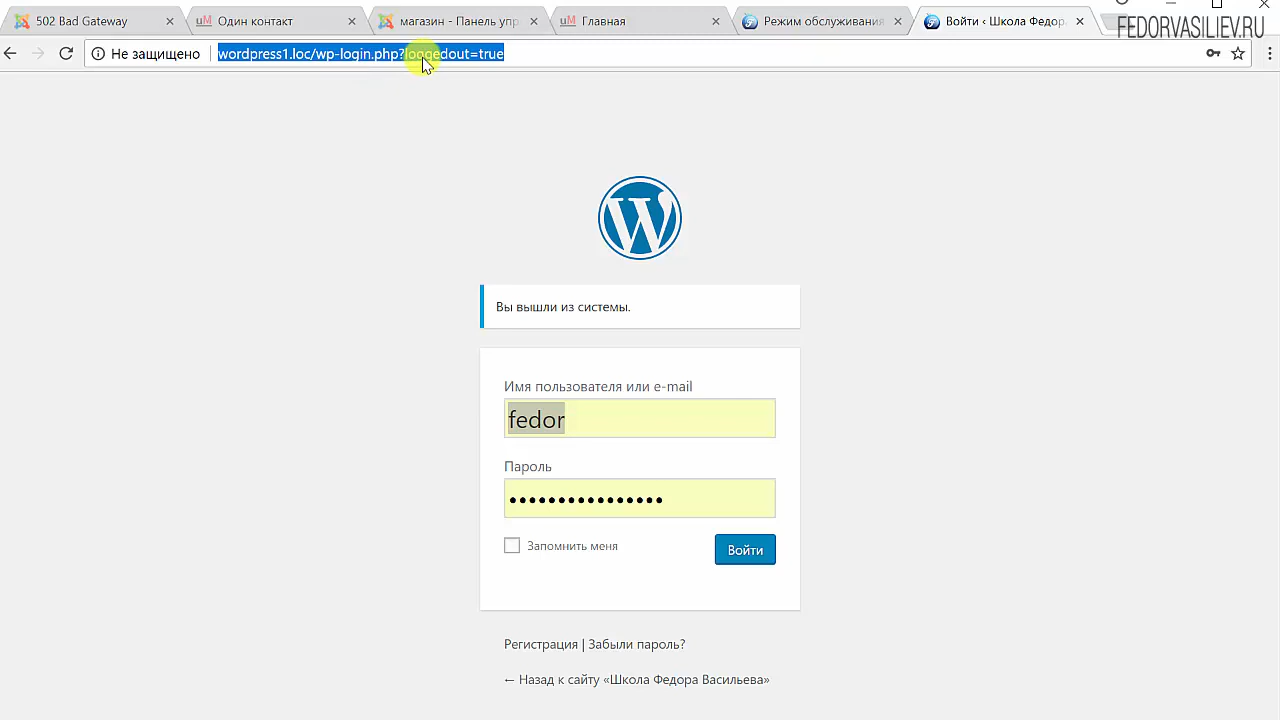 502 Bad Gateway
Один контакт
магазин - Панель упр
Главная
Режим обслуживания
Войти ‹ Школа Федор
FEDORVASILIEV.RU
Не защищено
wordpress1.loc/wp-login.php?loggedout=true
Вы вышли из системы.
Имя пользователя или e-mail
fedor
Пароль
Запомнить меня
Войти
Регистрация | Забыли пароль?
← Назад к сайту «Школа Федора Васильева»